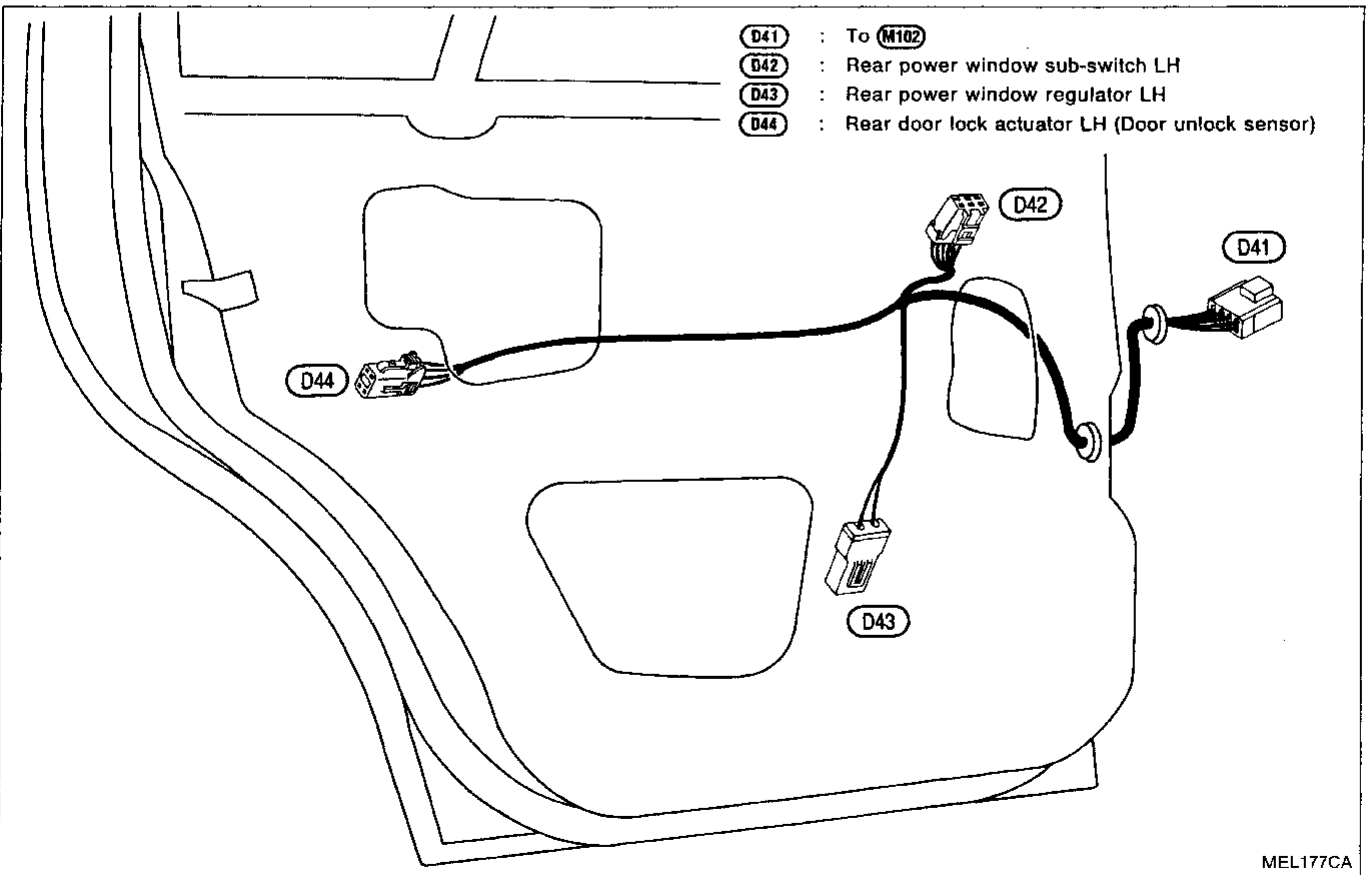 D41 : To M102
D42 : Rear power window sub-switch LH
D43 : Rear power window regulator LH
D44 : Rear door lock actuator LH (Door unlock sensor)
D42
D41
D44
D43
MEL177CA